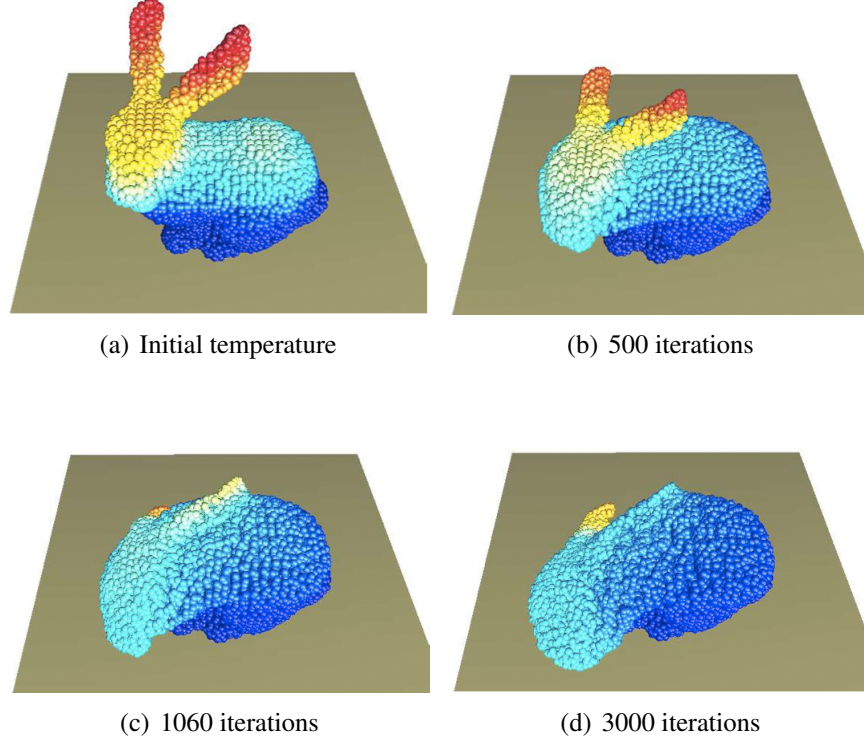 (a) Initial temperature
(b) 500 iterations
(c) 1060 iterations
(d) 3000 iterations